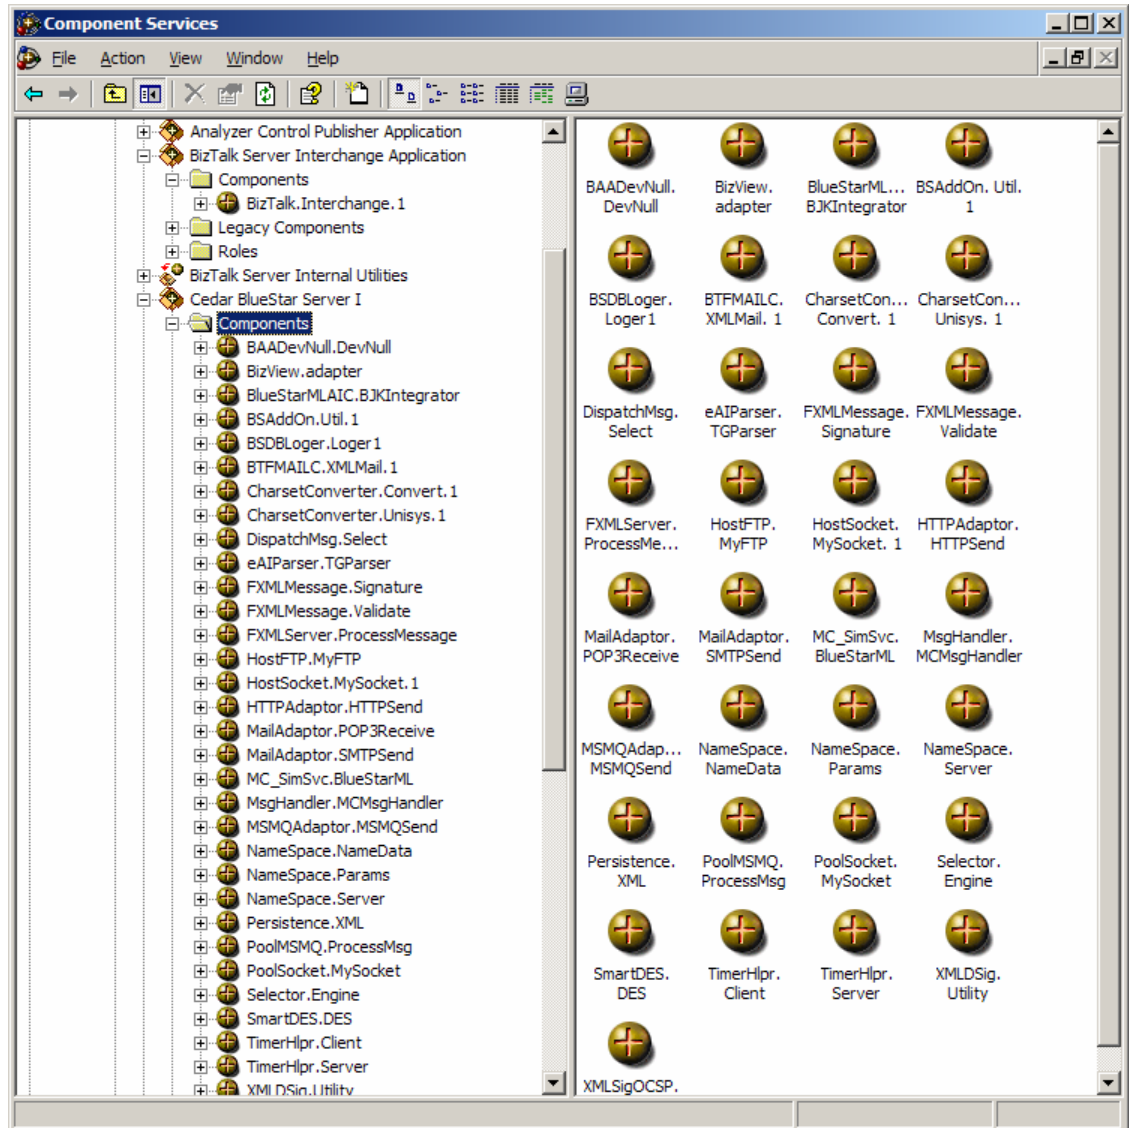 Component Services
File Action View Window Help
Analyzer Control Publisher Application
BizTalk Server Interchange Application
Components
BizTalk.Interchange.1
Legacy Components
Roles
BizTalk Server Internal Utilities
Cedar BlueStar Server I
Components
BAADevNull.DevNull
BizView.adapter
BlueStarMLAIC.BJKIntegrator
BSAddOn.Util.1
BSDBLoger.Loger1
BTFMAILC.XMLMail.1
CharsetConverter.Convert.1
CharsetConverter.Unisys.1
DispatchMsg.Select
eAIParser.TGParser
FXMLMessage.Signature
FXMLMessage.Validate
FXMLServer.ProcessMessage
HostFTP.MyFTP
HostSocket.MySocket.1
HTTPAdaptor.HTTPSend
MailAdaptor.POP3Receive
MailAdaptor.SMTPSend
MC_SimSvc.BlueStarML
MsgHandler.MCMsgHandler
MSMQAdaptor.MSMQSend
NameSpace.NameData
NameSpace.Params
NameSpace.Server
Persistence.XML
PoolMSMQ.ProcessMsg
PoolSocket.MySocket
Selector.Engine
SmartDES.DES
TimerHlpr.Client
TimerHlpr.Server
XMLDSig.Utility
BAADevNull. BizView. BlueStarML... BSAddOn. Util.
DevNull adapter BJKIntegrator 1
BSDBLoger. BTFMAILC. CharsetCon... CharsetCon...
Loger1 XMLMail. 1 Convert. 1 Unisys. 1
DispatchMsg. eAIParser. FXMLMessage. FXMLMessage.
Select TGParser Signature Validate
FXMLServer. HostFTP. HostSocket. HTTPAdaptor.
ProcessMe... MyFTP MySocket. 1 HTTPSend
MailAdaptor. MailAdaptor. MC_SimSvc. MsgHandler.
POP3Receive SMTPSend BlueStarML MCMsgHandler
MSMQAdap... NameSpace. NameSpace. NameSpace.
MSMQSend NameData Params Server
Persistence. PoolMSMQ. PoolSocket. Selector.
XML ProcessMsg MySocket Engine
SmartDES. TimerHlpr. TimerHlpr. XMLDSig.
DES Client Server Utility
XMLSigOCSP.